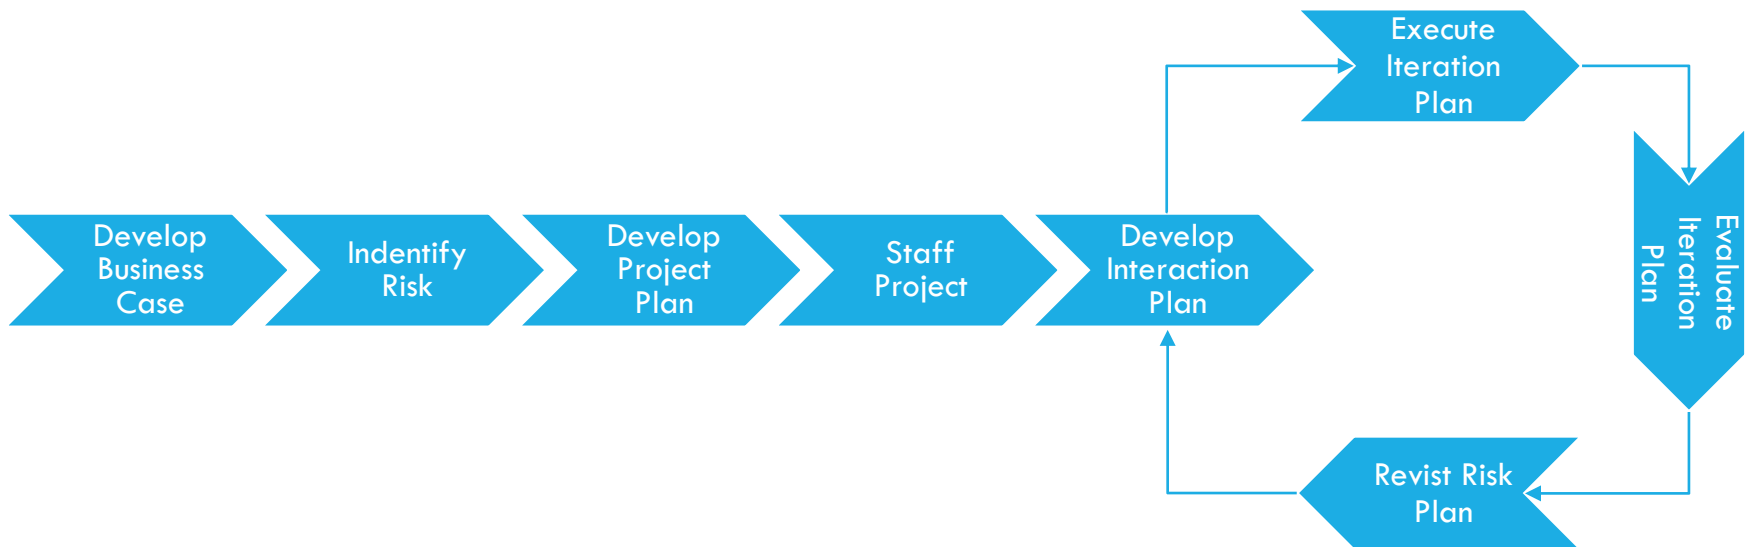 Develop
Business
Case
Indentify
Risk
Develop
Project
Plan
Staff
Project
Develop
Interaction
Plan
Execute
Iteration
Plan
Evaluate
Iteration
Plan
Revist Risk
Plan